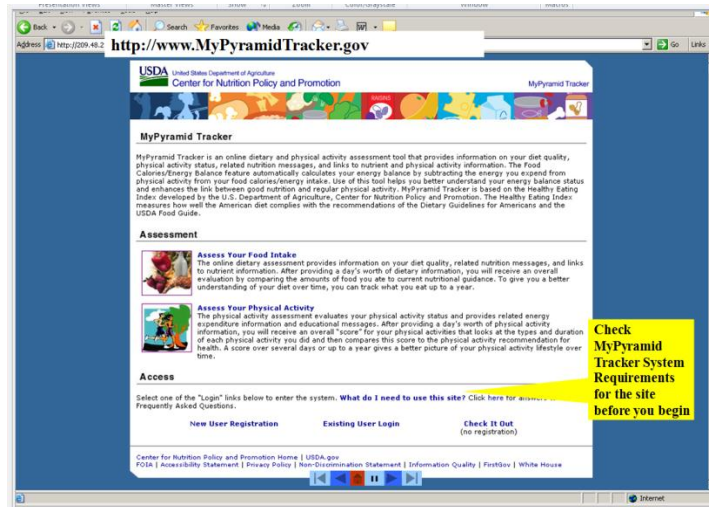 Presentation Views Master Views Show Zoom Color/Grayscale Window Macros
Back Search Favorites Media
Address http://209.48.2 Go Links
http://www.MyPyramidTracker.gov
USDA United States Department of Agriculture
Center for Nutrition Policy and Promotion
MyPyramid Tracker
RAISINS
MyPyramid Tracker
MyPyramid Tracker is an online dietary and physical activity assessment tool that provides information on your diet quality,
physical activity status, related nutrition messages, and links to nutrient and physical activity information. The Food
Calories/Energy Balance feature automatically calculates your energy balance by subtracting the energy you expend from
physical activity from your food calories/energy intake. Use of this tool helps you better understand your energy balance status
and enhances the link between good nutrition and regular physical activity. MyPyramid Tracker is based on the Healthy Eating
Index developed by the U.S. Department of Agriculture, Center for Nutrition Policy and Promotion. The Healthy Eating Index
measures how well the American diet complies with the recommendations of the Dietary Guidelines for Americans and the
USDA Food Guide.
Assessment
Assess Your Food Intake
The online dietary assessment provides information on your diet quality, related nutrition messages, and links
to nutrient information. After providing a day's worth of dietary information, you will receive an overall
evaluation by comparing the amounts of food you ate to current nutritional guidance. To give you a better
understanding of your diet over time, you can track what you eat up to a year.
Assess Your Physical Activity
The physical activity assessment evaluates your physical activity status and provides related energy
expenditure information and educational messages. After providing a day's worth of physical activity
information, you will receive an overall "score" for your physical activities that looks at the types and duration
of each physical activity you did and then compares this score to the physical activity recommendation for
health. A score over several days or up to a year gives a better picture of your physical activity lifestyle over
time.
Access
Select one of the "Login" links below to enter the system. What do I need to use this site? Click here for answers
Frequently Asked Questions.
New User Registration Existing User Login Check It Out
(no registration)
Center for Nutrition Policy and Promotion Home | USDA.gov
FOIA | Accessibility Statement | Privacy Policy | Non-Discrimination Statement | Information Quality | FirstGov | White House
Check
MyPyramid
Tracker System
Requirements
for the site
before you begin
Internet